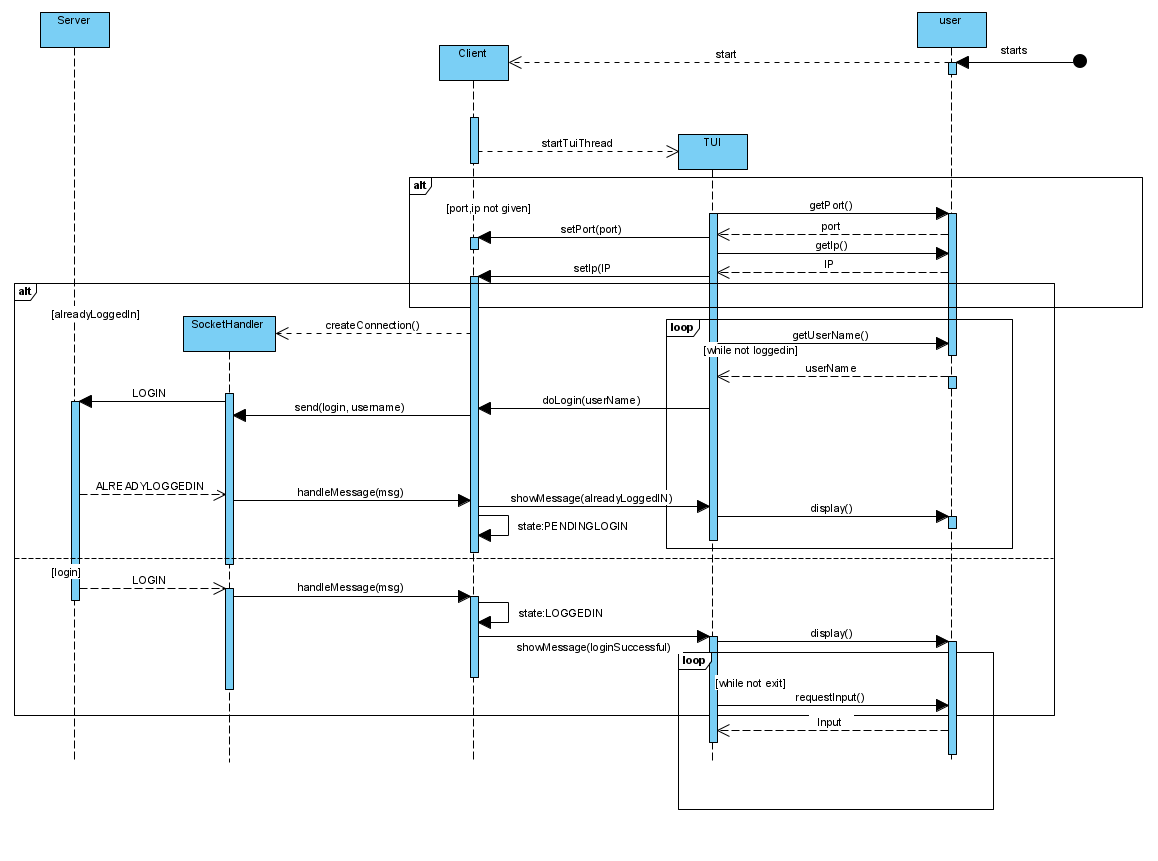 Server
user
Client
start
starts
startTuiThread
TUI
alt
[port,ip not given]
getPort()
setPort(port)
port
getIp()
setIp(IP
IP
alt
[alreadyLoggedIn]
SocketHandler
createConnection()
loop
getUserName()
[while not loggedin]
userName
LOGIN
send(login, username)
doLogin(userName)
ALREADYLOGGEDIN
handleMessage(msg)
showMessage(alreadyLoggedIN)
display()
state:PENDINGLOGIN
[login]
LOGIN
handleMessage(msg)
state:LOGGEDIN
display()
showMessage(loginSuccessful)
loop
[while not exit]
requestInput()
Input